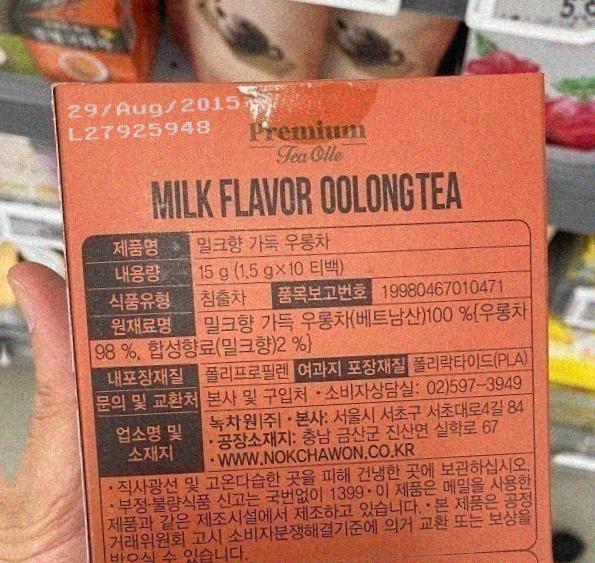 29/Aug/2015
L27925948
Premium
Tea Olle
MILK FLAVOR OOLONG TEA
제품명 밀크향 가득 우롱차
내용량 15 g (1.5 g×10 티백)
식품유형 침출차 품목보고번호 19980467010471
원재료명 밀크향 가득 우롱차(베트남산)100 %{우롱차
98 %, 합성향료(밀크향)2 %}
내포장재질 폴리프로필렌 여과지 포장재질 폴리락타이드(PLA)
문의 및 교환처 본사 및 구입처 · 소비자상담실: 02)597-3949
업소명 및 소재지 녹차원(주) · 본사: 서울시 서초구 서초대로4길 84
· 공장소재지: 충남 금산군 진산면 실학로 67
· WWW.NOKCHAWON.CO.KR
· 직사광선 및 고온다습한 곳을 피해 건냉한 곳에 보관하십시오.
· 부정·불량식품 신고는 국번없이 1399 · 이 제품은 메밀을 사용한
제품과 같은 제조시설에서 제조하고 있습니다. · 본 제품은 공정
거래위원회 고시 소비자분쟁해결기준에 의거 교환 또는 보상을
받으실 수 있습니다.